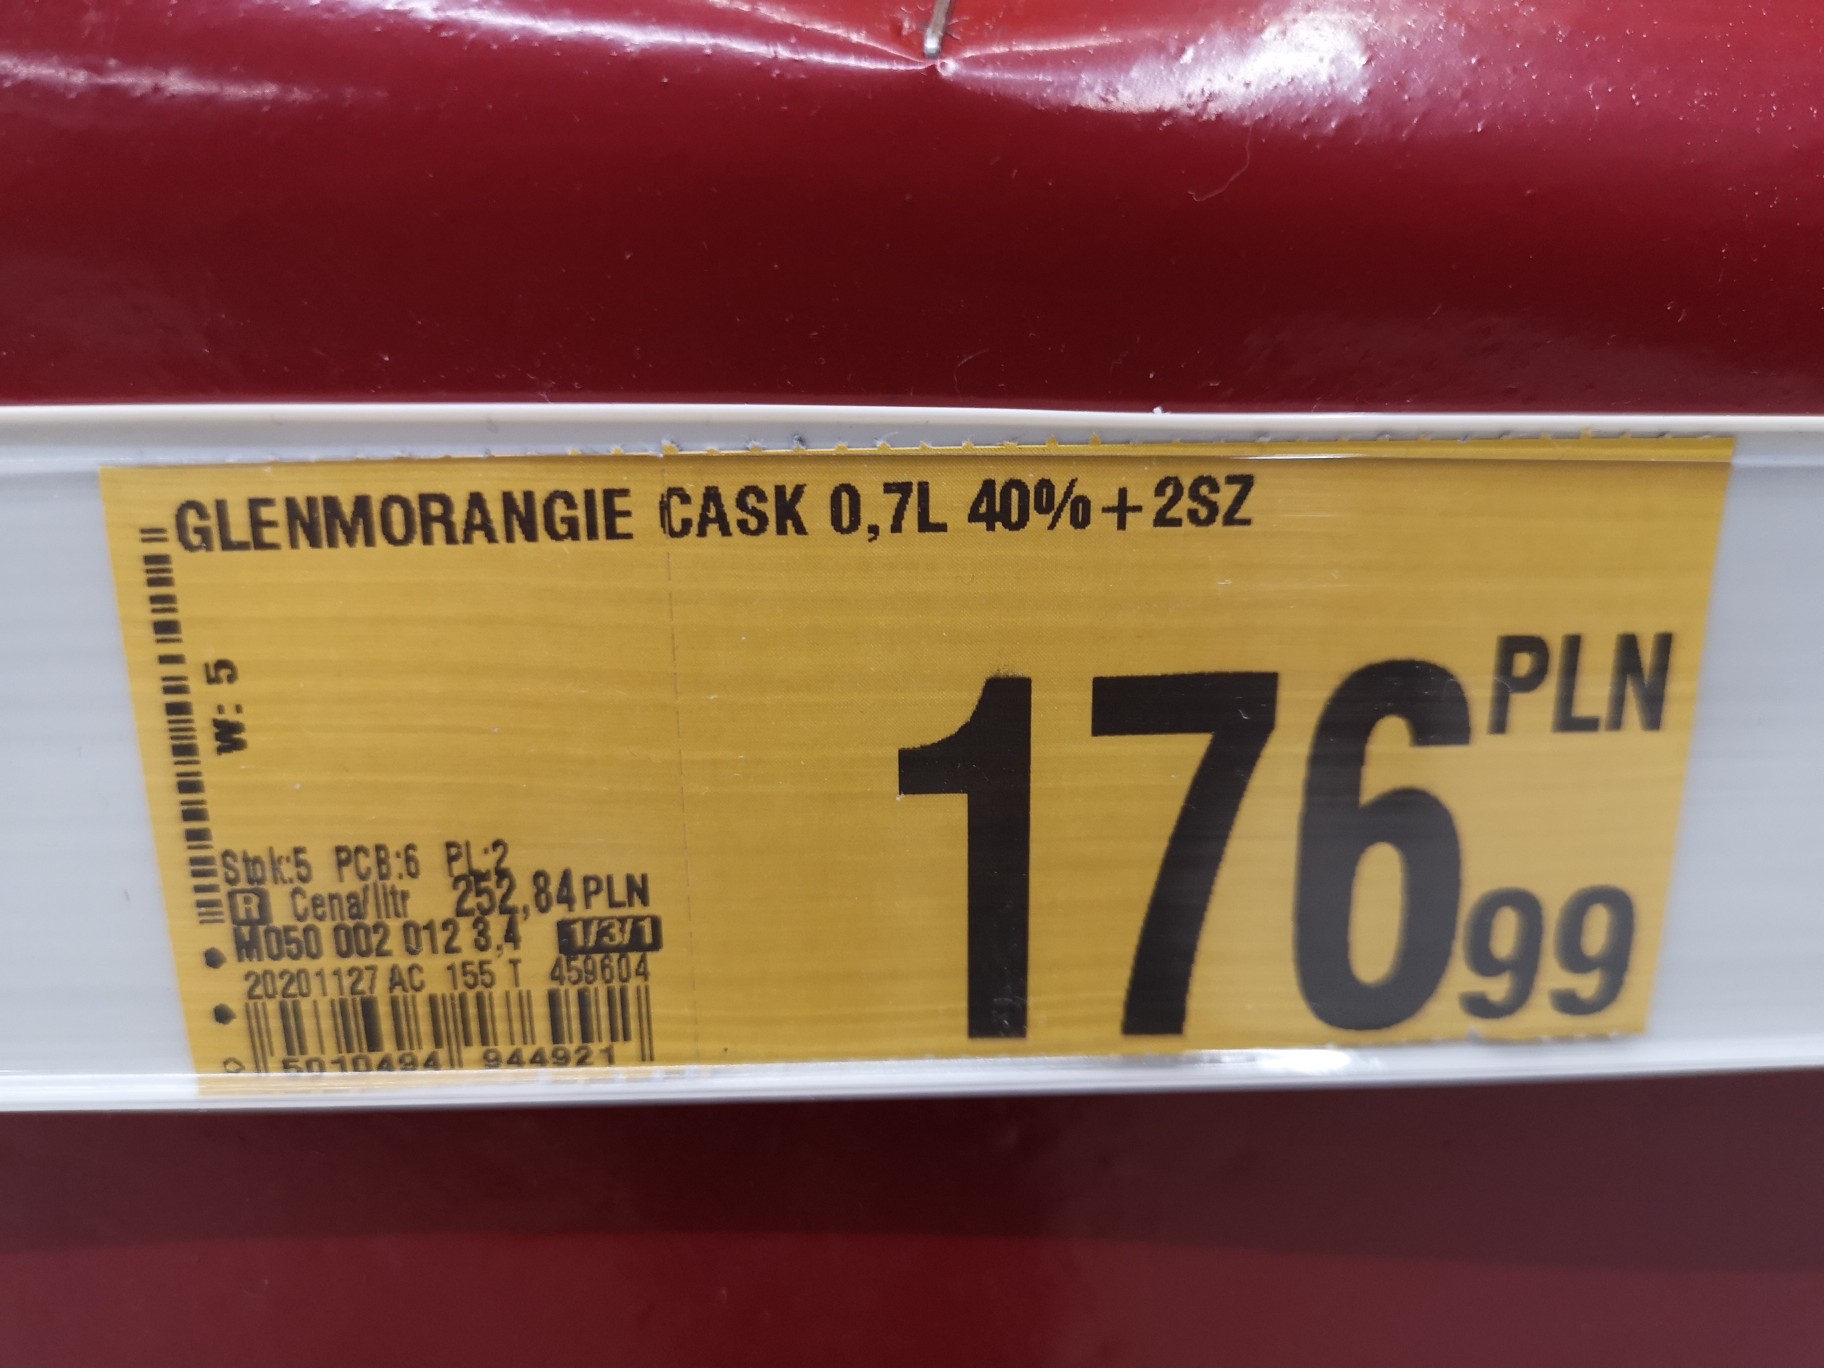 GLENMORANGIE CASK 0,7L 40%+2SZ
W: 5
176 99 PLN
Stok:5 PCB:6 PL:2
R Cena/litr 252,84 PLN
M050 002 012 3,4 1/3/1
20201127 AC 155 T 459604
5010494 944921